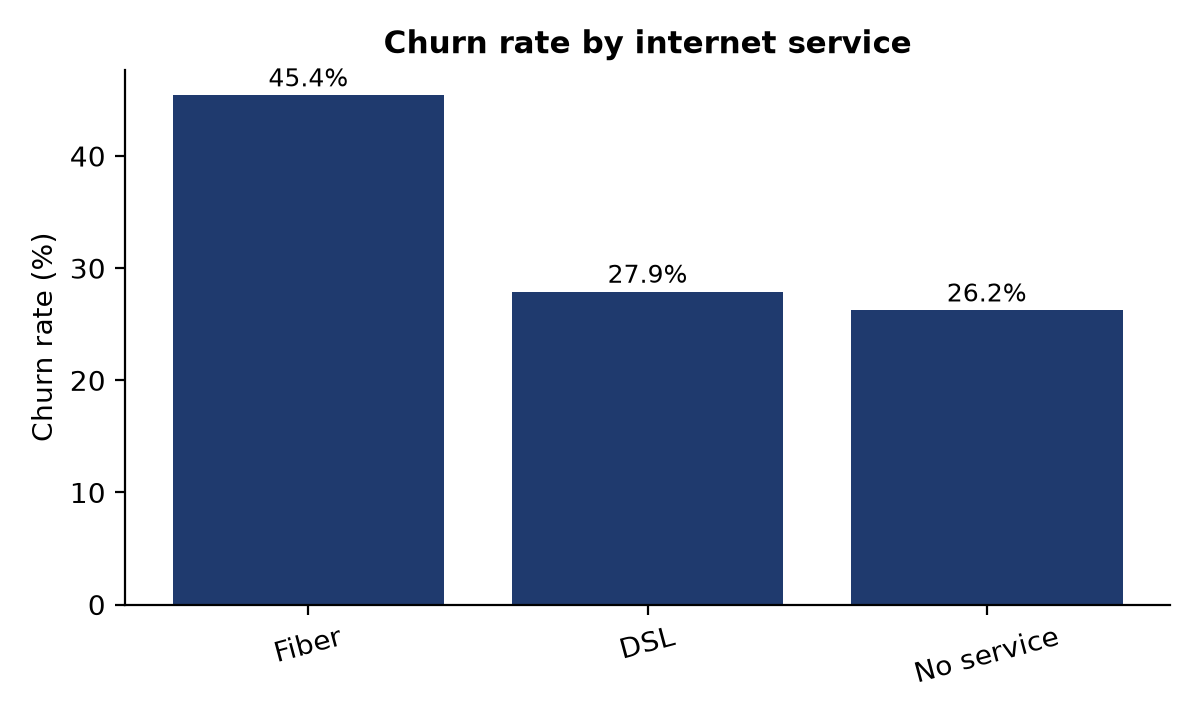 Churn rate by internet service
45.4%
27.9%
26.2%
Churn rate (%)
40
30
20
10
0
Fiber
DSL
No service